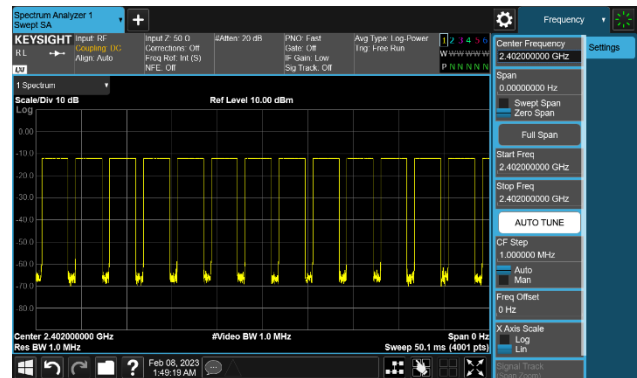 Spectrum Analyzer 1
Swept SA
+
Frequency
KEYSIGHT Input: RF
RL
Coupling: DC
Align: Auto
LXI
Input Z: 50 Ω
Corrections: Off
Freq Ref: Int (S)
NFE: Off
#Atten: 20 dB
PNO: Fast
Gate: Off
IF Gain: Low
Sig Track: Off
Avg Type: Log-Power
Trig: Free Run
1 2 3 4 5 6
W W W W W W
P N N N N N
1 Spectrum
Scale/Div 10 dB
Ref Level 10.00 dBm
Log
0.00
-10.0
-20.0
-30.0
-40.0
-50.0
-60.0
-70.0
-80.0
Center 2.402000000 GHz
#Video BW 1.0 MHz
Span 0 Hz
Res BW 1.0 MHz
Sweep 50.1 ms (4001 pts)
?
Feb 08, 2023
1:49:19 AM
Center Frequency
2.402000000 GHz
Settings
Span
0.00000000 Hz
Swept Span
Zero Span
Full Span
Start Freq
2.402000000 GHz
Stop Freq
2.402000000 GHz
AUTO TUNE
CF Step
1.000000 MHz
Auto
Man
Freq Offset
0 Hz
X Axis Scale
Log
Lin
Signal Track
(Span Zoom)